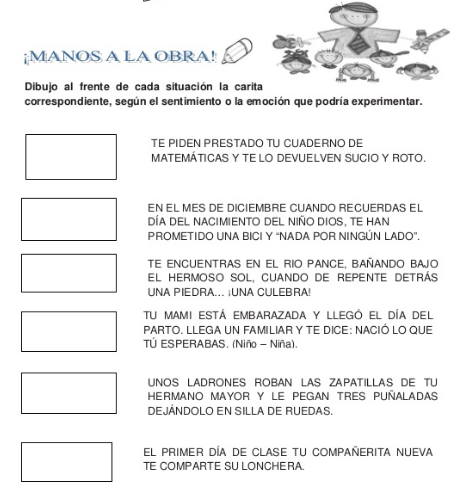 ¡MANOS A LA OBRA!
Dibujo al frente de cada situación la carita
correspondiente, según el sentimiento o la emoción que podría experimentar.
TE PIDEN PRESTADO TU CUADERNO DE
MATEMÁTICAS Y TE LO DEVUELVEN SUCIO Y ROTO.
EN EL MES DE DICIEMBRE CUANDO RECUERDAS EL
DÍA DEL NACIMIENTO DEL NIÑO DIOS, TE HAN
PROMETIDO UNA BICI Y “NADA POR NINGÚN LADO”.
TE ENCUENTRAS EN EL RIO PANCE, BAÑANDO BAJO
EL HERMOSO SOL, CUANDO DE REPENTE DETRÁS
UNA PIEDRA... ¡UNA CULEBRA!
TU MAMI ESTÁ EMBARAZADA Y LLEGÓ EL DÍA DEL
PARTO. LLEGA UN FAMILIAR Y TE DICE: NACIÓ LO QUE
TÚ ESPERABAS. (Niño – Niña).
UNOS LADRONES ROBAN LAS ZAPATILLAS DE TU
HERMANO MAYOR Y LE PEGAN TRES PUÑALADAS
DEJÁNDOLO EN SILLA DE RUEDAS.
EL PRIMER DÍA DE CLASE TU COMPAÑERITA NUEVA
TE COMPARTE SU LONCHERA.